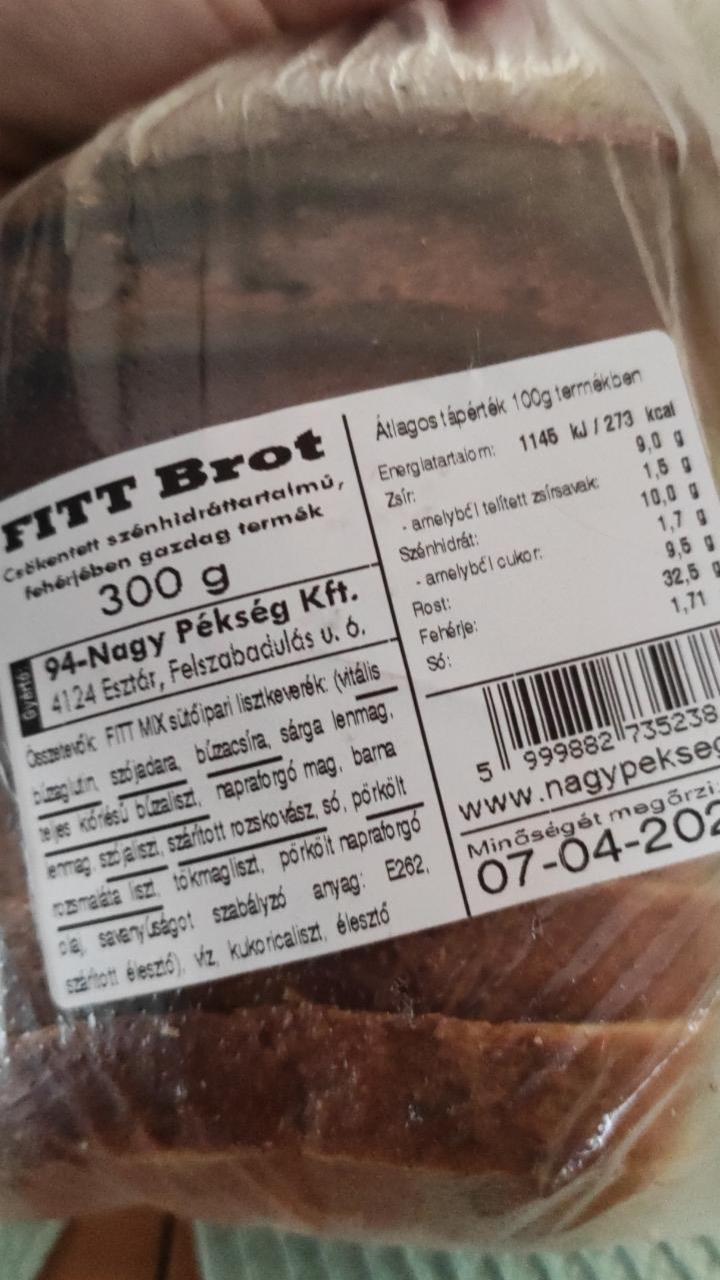 FITT Brot
Csökentett szénhidráttartalmú,
fehérjében gazdag termék
300 g
Gyártó:
94-Nagy Pékség Kft.
4124 Esztár, Felszabadulás u. 6.
Összetevők: FITT MIX sütőipari lisztkeverék: (vitális
búzaglutin, szójadara, búzacsíra, sárga lenmag,
teljes kiőrlésű búzaliszt, napraforgó mag, barna
lenmag, szójaliszt, szárított rozskovász, só, pörkölt
rozsmaláta liszt, tökmagliszt, pörkölt napraforgó
olaj, savanyúságot szabályzó anyag: E262,
szárított élesztő), víz, kukoricaliszt, élesztő
Átlagos tápérték 100g termékben
Energiatartalom: 1145 kJ / 273 kcal
Zsír: 9,0 g
- amelyből telített zsírsavak: 1,5 g
Szénhidrát: 10,0 g
- amelyből cukor: 1,7 g
Rost: 9,5 g
Fehérje: 32,5 g
Só: 1,71
5 999882 735238
www.nagypekseg
Minőségét megőrzi:
07-04-202